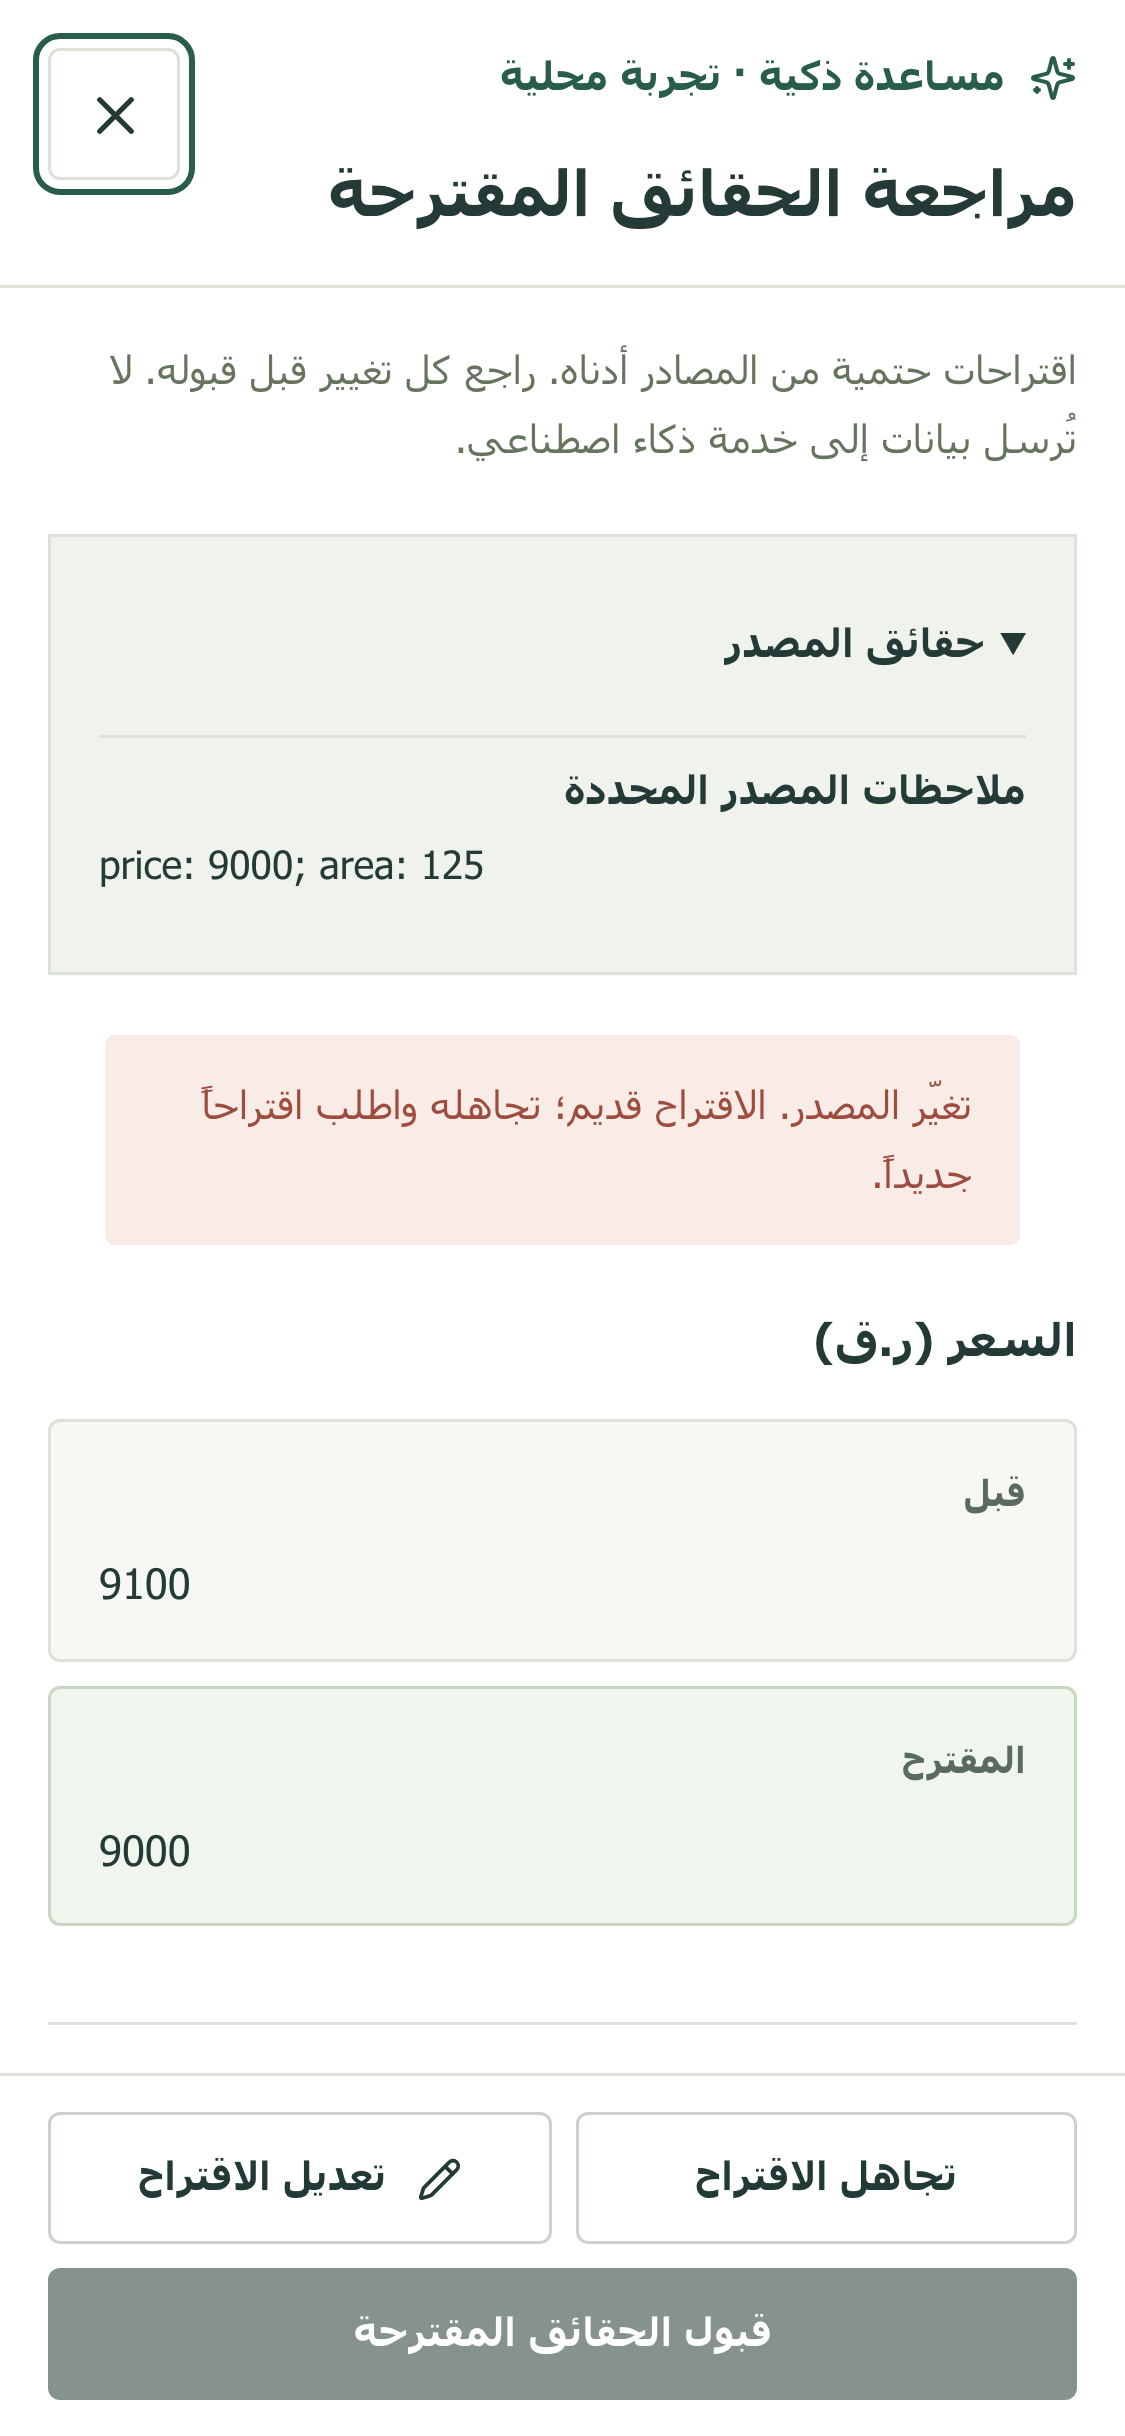 مساعدة ذكية · تجربة محلية
مراجعة الحقائق المقترحة
اقتراحات حتمية من المصادر أدناه. راجع كل تغيير قبل قبوله. لا
تُرسل بيانات إلى خدمة ذكاء اصطناعي.
حقائق المصدر
ملاحظات المصدر المحددة
price: 9000; area: 125
تغيّر المصدر. الاقتراح قديم؛ تجاهله واطلب اقتراحاً
جديداً.
السعر (ر.ق)
قبل
9100
المقترح
9000
تجاهل الاقتراح
تعديل الاقتراح
قبول الحقائق المقترحة